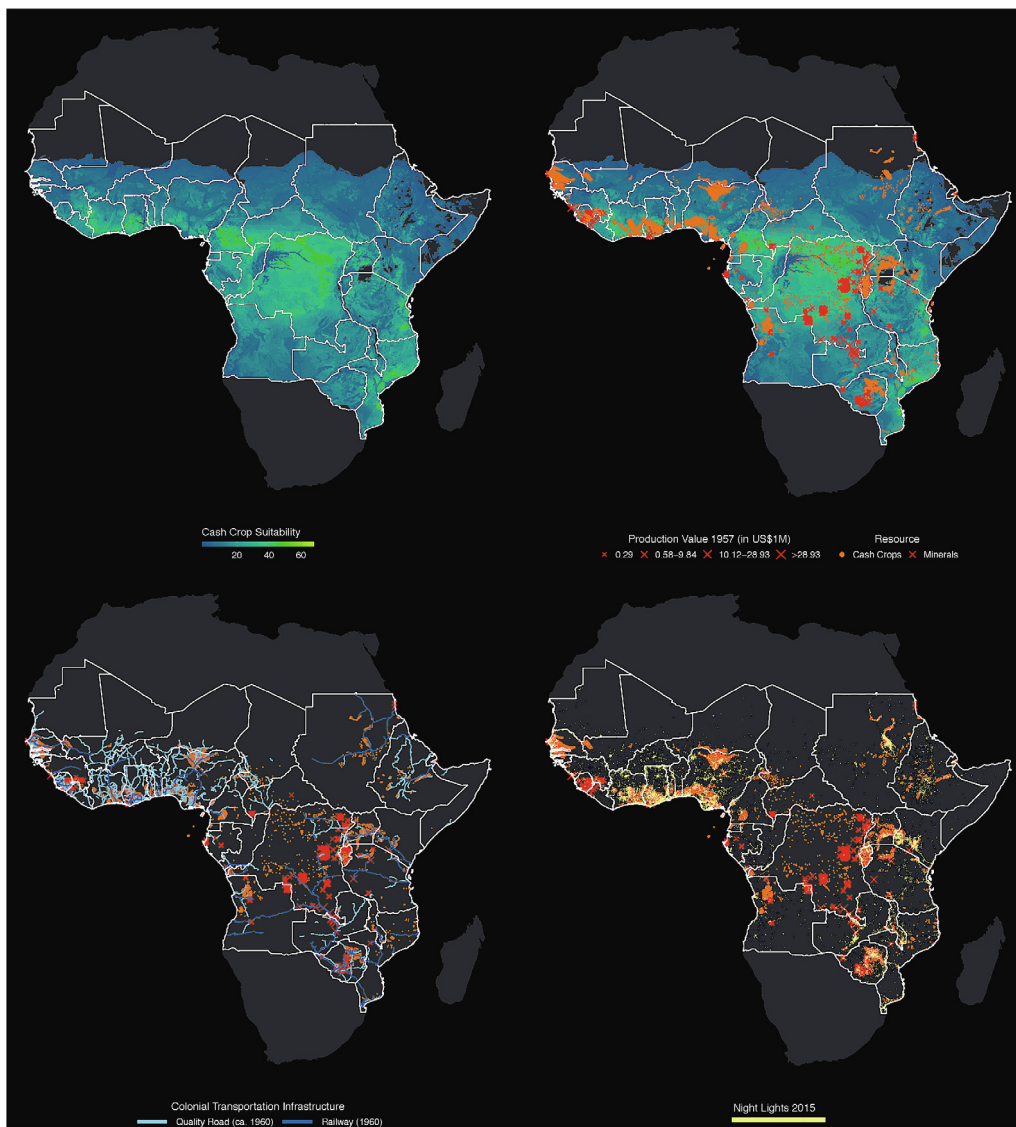 Cash Crop Suitability
20 40 60
Production Value 1957 (in US$1M) Resource
0.29 0.58–9.84 10.12–28.93 >28.93 Cash Crops Minerals
Colonial Transportation Infrastructure
Quality Road (ca. 1960) Railway (1960)
Night Lights 2015